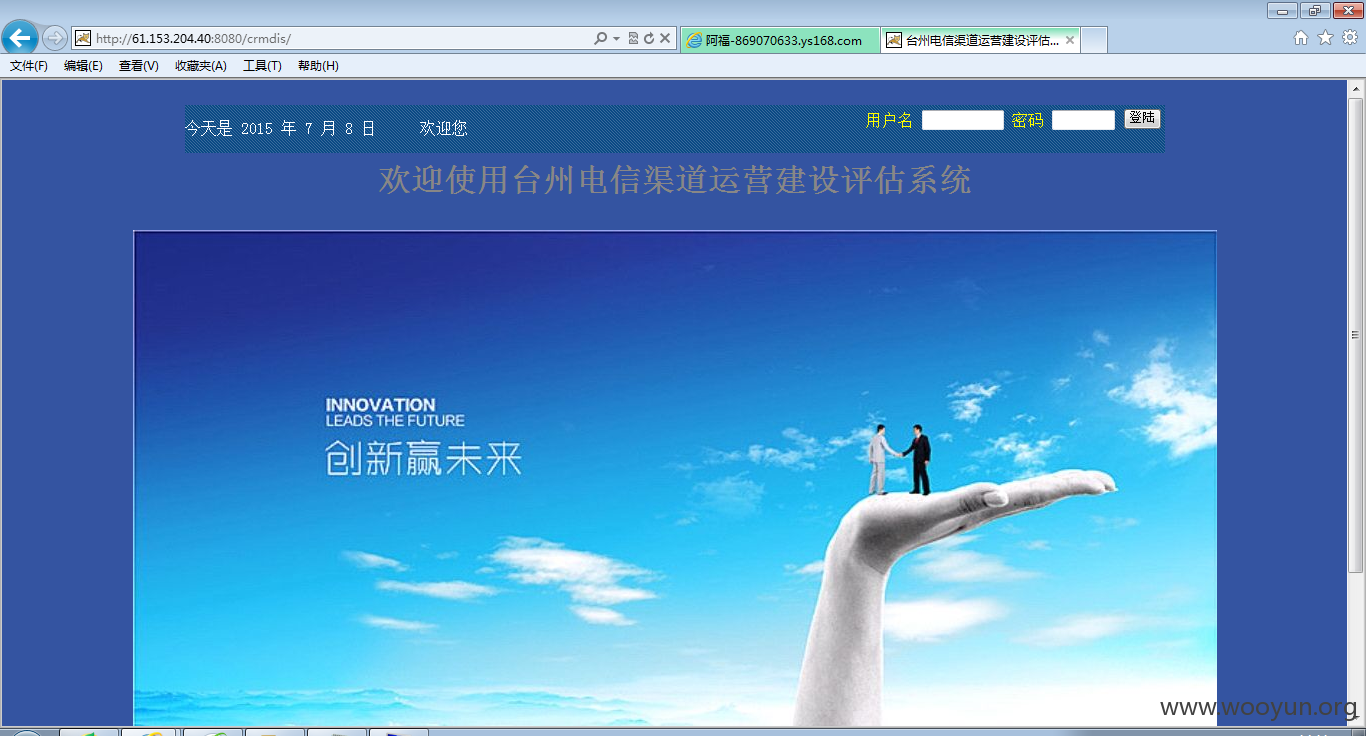 http://61.153.204.40:8080/crmdis/
阿福-869070633.ys168.com
台州电信渠道运营建设评估...
文件(F) 编辑(E) 查看(V) 收藏夹(A) 工具(T) 帮助(H)
今天是 2015 年 7 月 8 日 欢迎您
用户名 密码 登陆
欢迎使用台州电信渠道运营建设评估系统
INNOVATION
LEADS THE FUTURE
创新赢未来
www.wooyun.org